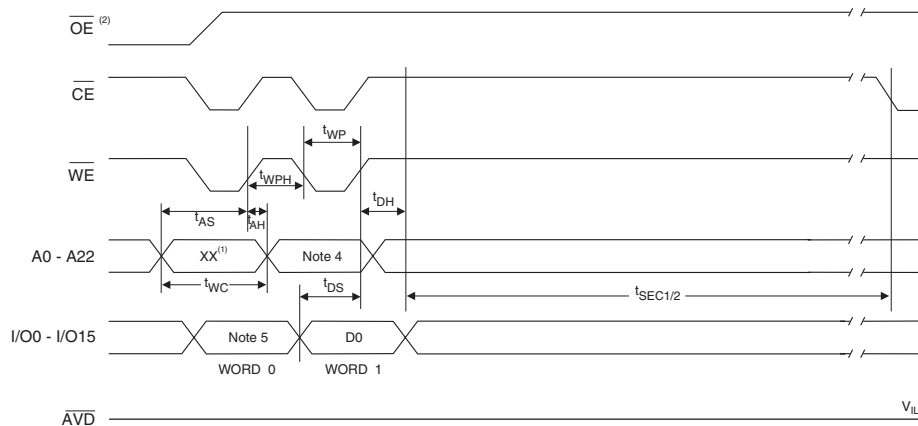 OE (2)
CE
tWP
WE
tWPH
tDH
tAS
tAH
A0 - A22
XX(1)
Note 4
tWC
tDS
tSEC1/2
I/O0 - I/O15
Note 5
D0
WORD 0
WORD 1
AVD
VIL